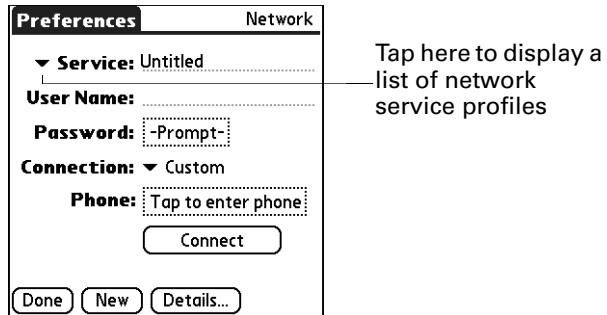 Preferences Network
Service: Untitled
User Name:
Password: -Prompt-
Connection: Custom
Phone: Tap to enter phone
Connect
Done New Details...
Tap here to display a
list of network
service profiles